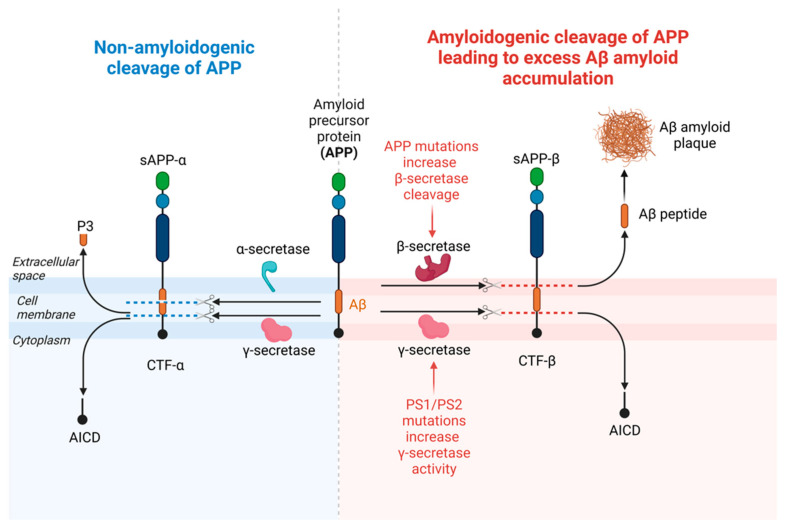 Non-amyloidogenic
cleavage of APP
Amyloidogenic cleavage of APP
leading to excess Aβ amyloid
accumulation
Amyloid
precursor
protein
(APP)
sAPP-α
P3
α-secretase
Extracellular
space
Cell
membrane
Cytoplasm
Aβ
γ-secretase
CTF-α
AICD
APP mutations
increase
β-secretase
cleavage
β-secretase
sAPP-β
Aβ amyloid
plaque
Aβ peptide
γ-secretase
CTF-β
PS1/PS2
mutations
increase
γ-secretase
activity
AICD